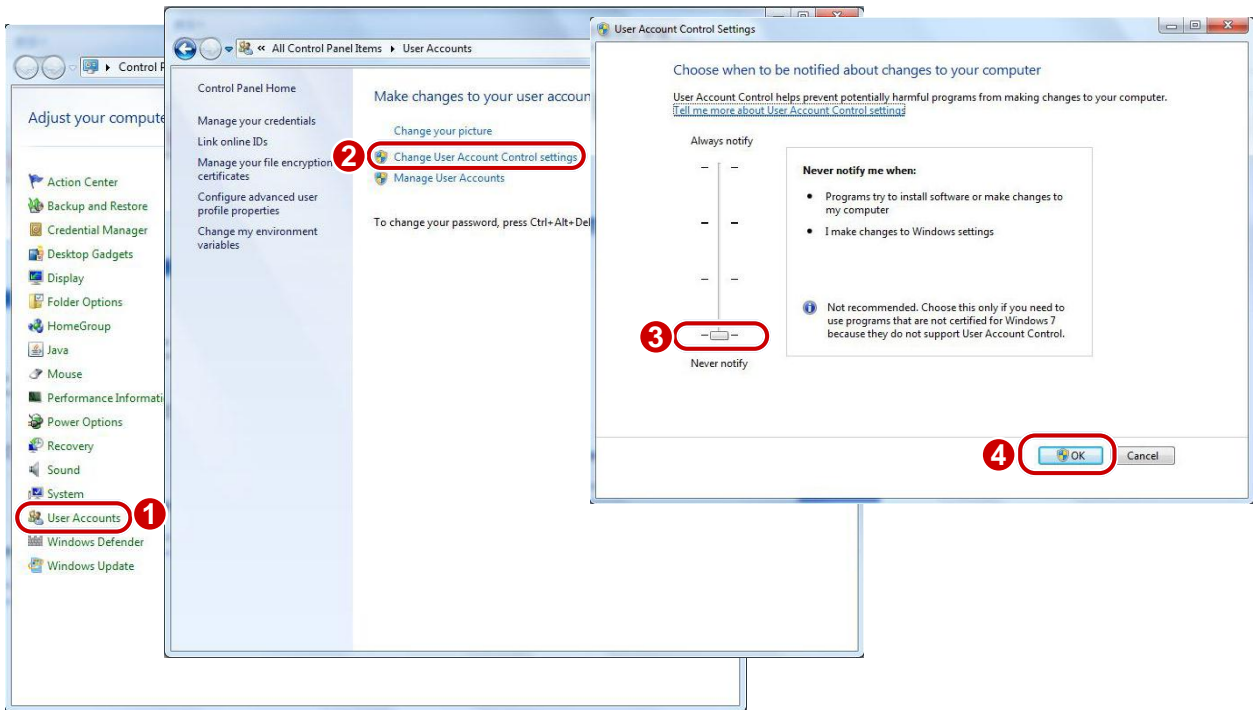 Control P
Adjust your compute
Action Center
Backup and Restore
Credential Manager
Desktop Gadgets
Display
Folder Options
HomeGroup
Java
Mouse
Performance Informati
Power Options
Recovery
Sound
System
User Accounts
1
Windows Defender
Windows Update
« All Control Panel Items ▸ User Accounts
Control Panel Home
Manage your credentials
Link online IDs
Manage your file encryption
certificates
Configure advanced user
profile properties
Change my environment
variables
Make changes to your user accoun
Change your picture
2
Change User Account Control settings
Manage User Accounts
To change your password, press Ctrl+Alt+Del
User Account Control Settings
Choose when to be notified about changes to your computer
User Account Control helps prevent potentially harmful programs from making changes to your computer.
Tell me more about User Account Control settings
Always notify
3
Never notify
Never notify me when:
• Programs try to install software or make changes to
my computer
• I make changes to Windows settings
Not recommended. Choose this only if you need to
use programs that are not certified for Windows 7
because they do not support User Account Control.
4
OK
Cancel